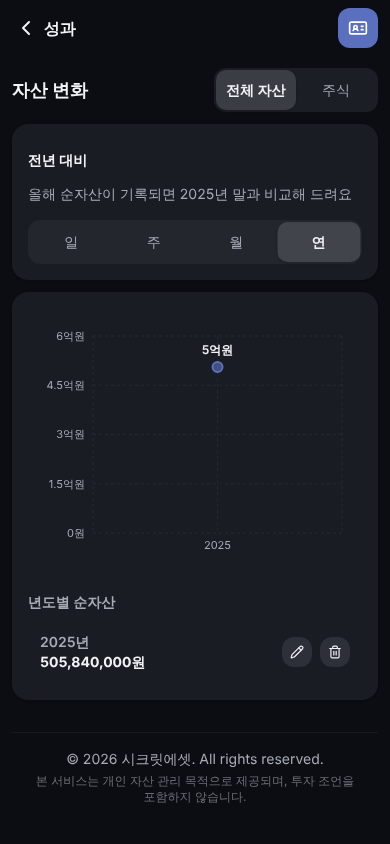 성과
자산 변화
전체 자산
주식
전년 대비
올해 순자산이 기록되면 2025년 말과 비교해 드려요
일
주
월
연
6억원
5억원
4.5억원
3억원
1.5억원
0원
2025
년도별 순자산
2025년
505,840,000원
© 2026 시크릿에셋. All rights reserved.
본 서비스는 개인 자산 관리 목적으로 제공되며, 투자 조언을
포함하지 않습니다.